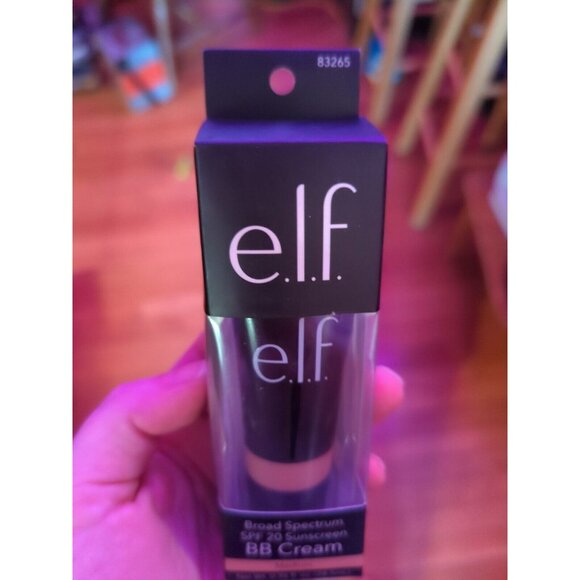 83265
e.l.f.
e.l.f
Broad Spectrum
SPF 20 Sunscreen
BB Cream